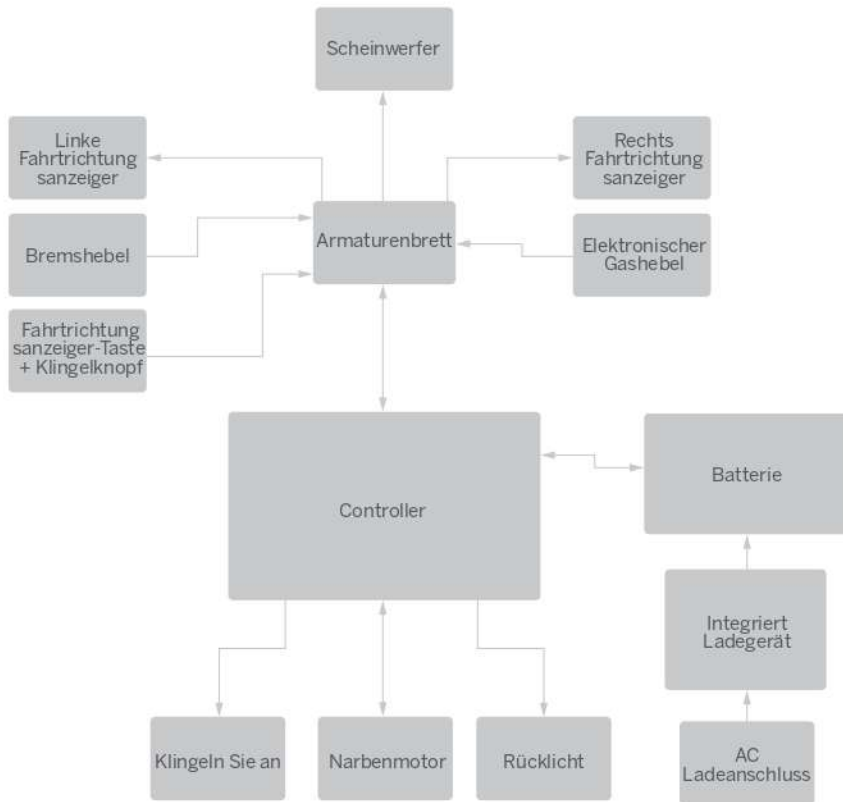 Scheinwerfer
Linke
Fahrtrichtung
sanzeiger
Rechts
Fahrtrichtung
sanzeiger
Armaturenbrett
Bremshebel
Elektronischer
Gashebel
Fahrtrichtung
sanzeiger-Taste
+ Klingelknopf
Controller
Batterie
Integriert
Ladegerät
Klingeln Sie an
Narbenmotor
Rücklicht
AC
Ladeanschluss